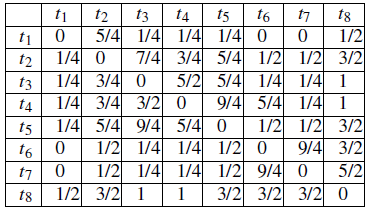 t1 t2 t3 t4 t5 t6 t7 t8
t1 0 5/4 1/4 1/4 1/4 0 0 1/2
t2 1/4 0 7/4 3/4 5/4 1/2 1/2 3/2
t3 1/4 3/4 0 5/2 5/4 1/4 1/4 1
t4 1/4 3/4 3/2 0 9/4 5/4 1/4 1
t5 1/4 5/4 9/4 5/4 0 1/2 1/2 3/2
t6 0 1/2 1/4 1/4 1/2 0 9/4 3/2
t7 0 1/2 1/4 1/4 1/2 9/4 0 5/2
t8 1/2 3/2 1 1 3/2 3/2 3/2 0